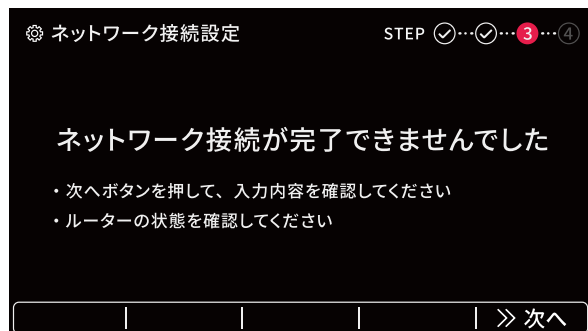 ネットワーク接続設定
STEP 3 4
ネットワーク接続が完了できませんでした
・次へボタンを押して、入力内容を確認してください
・ルーターの状態を確認してください
次へ